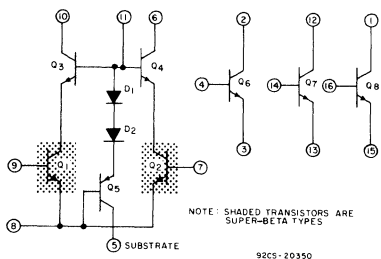 10 11 6 2 12 1
Q3 Q4
D1
4 Q6 14 Q7 16 Q8
D2
3 13 15
9 Q1 Q2 7
Q5
8
5 SUBSTRATE
NOTE: SHADED TRANSISTORS ARE
SUPER-BETA TYPES
92CS-20350